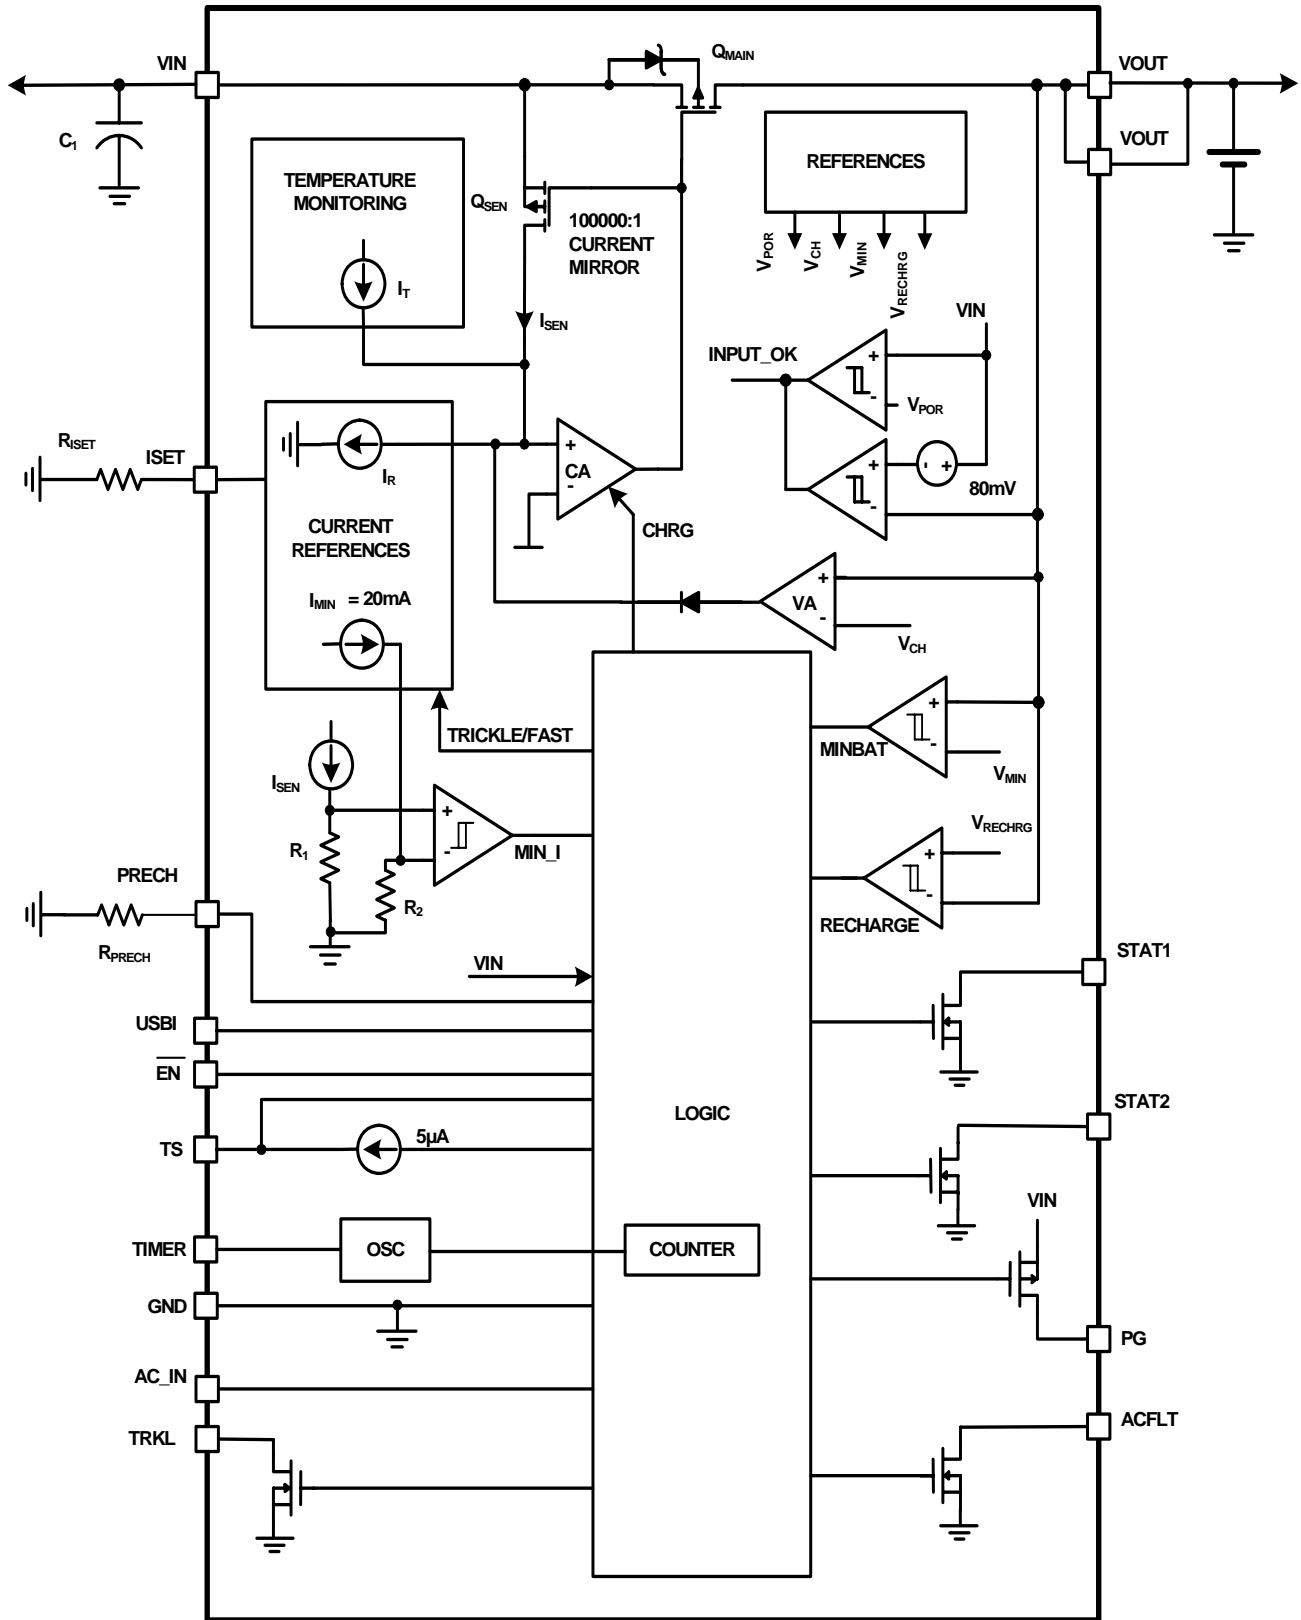 VIN
QMAIN
VOUT
C1
VOUT
TEMPERATURE
MONITORING
REFERENCES
QSEN
100000:1
CURRENT
MIRROR
VPOR
VCH
VMIN
VRECHRG
IT
ISEN
VIN
INPUT_OK
+
-
VPOR
RISET
ISET
IR
+
CA
-
+
-
- +
80mV
CHRG
CURRENT
REFERENCES
IMIN = 20mA
+
VA
-
VCH
TRICKLE/FAST
+
MINBAT
-
VMIN
ISEN
+
-
MIN_I
R1
R2
VRECHRG
+
-
RECHARGE
PRECH
RPRECH
VIN
STAT1
USBI
EN
LOGIC
STAT2
TS
5µA
VIN
TIMER
OSC
COUNTER
GND
PG
AC_IN
TRKL
ACFLT